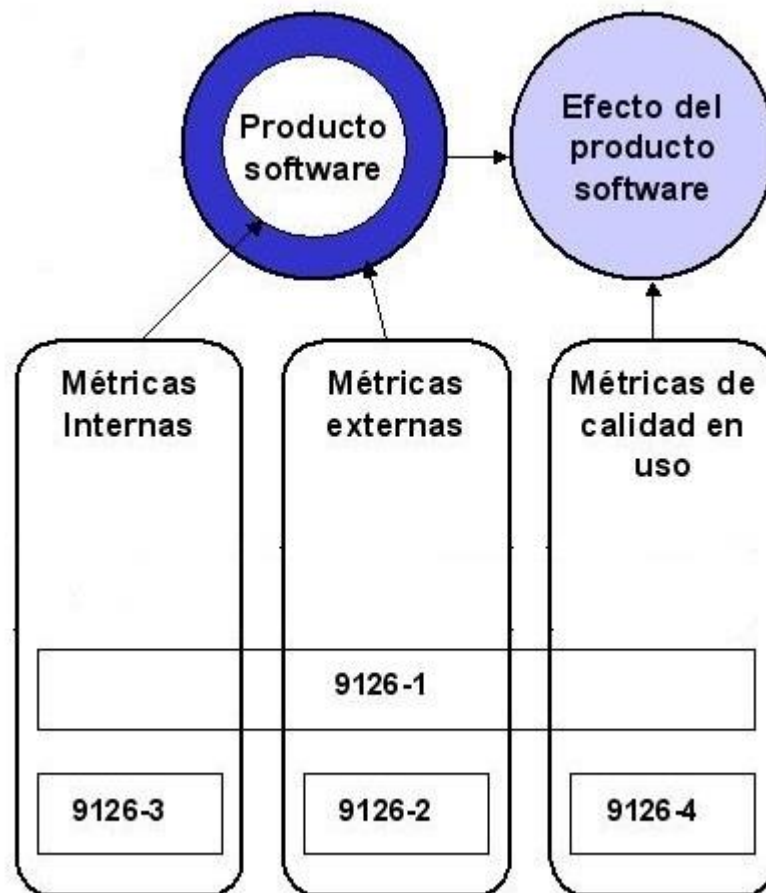 Producto
software
Efecto del
producto
software
Métricas
Internas
Métricas
externas
Métricas de
calidad en
uso
9126-1
9126-3
9126-2
9126-4